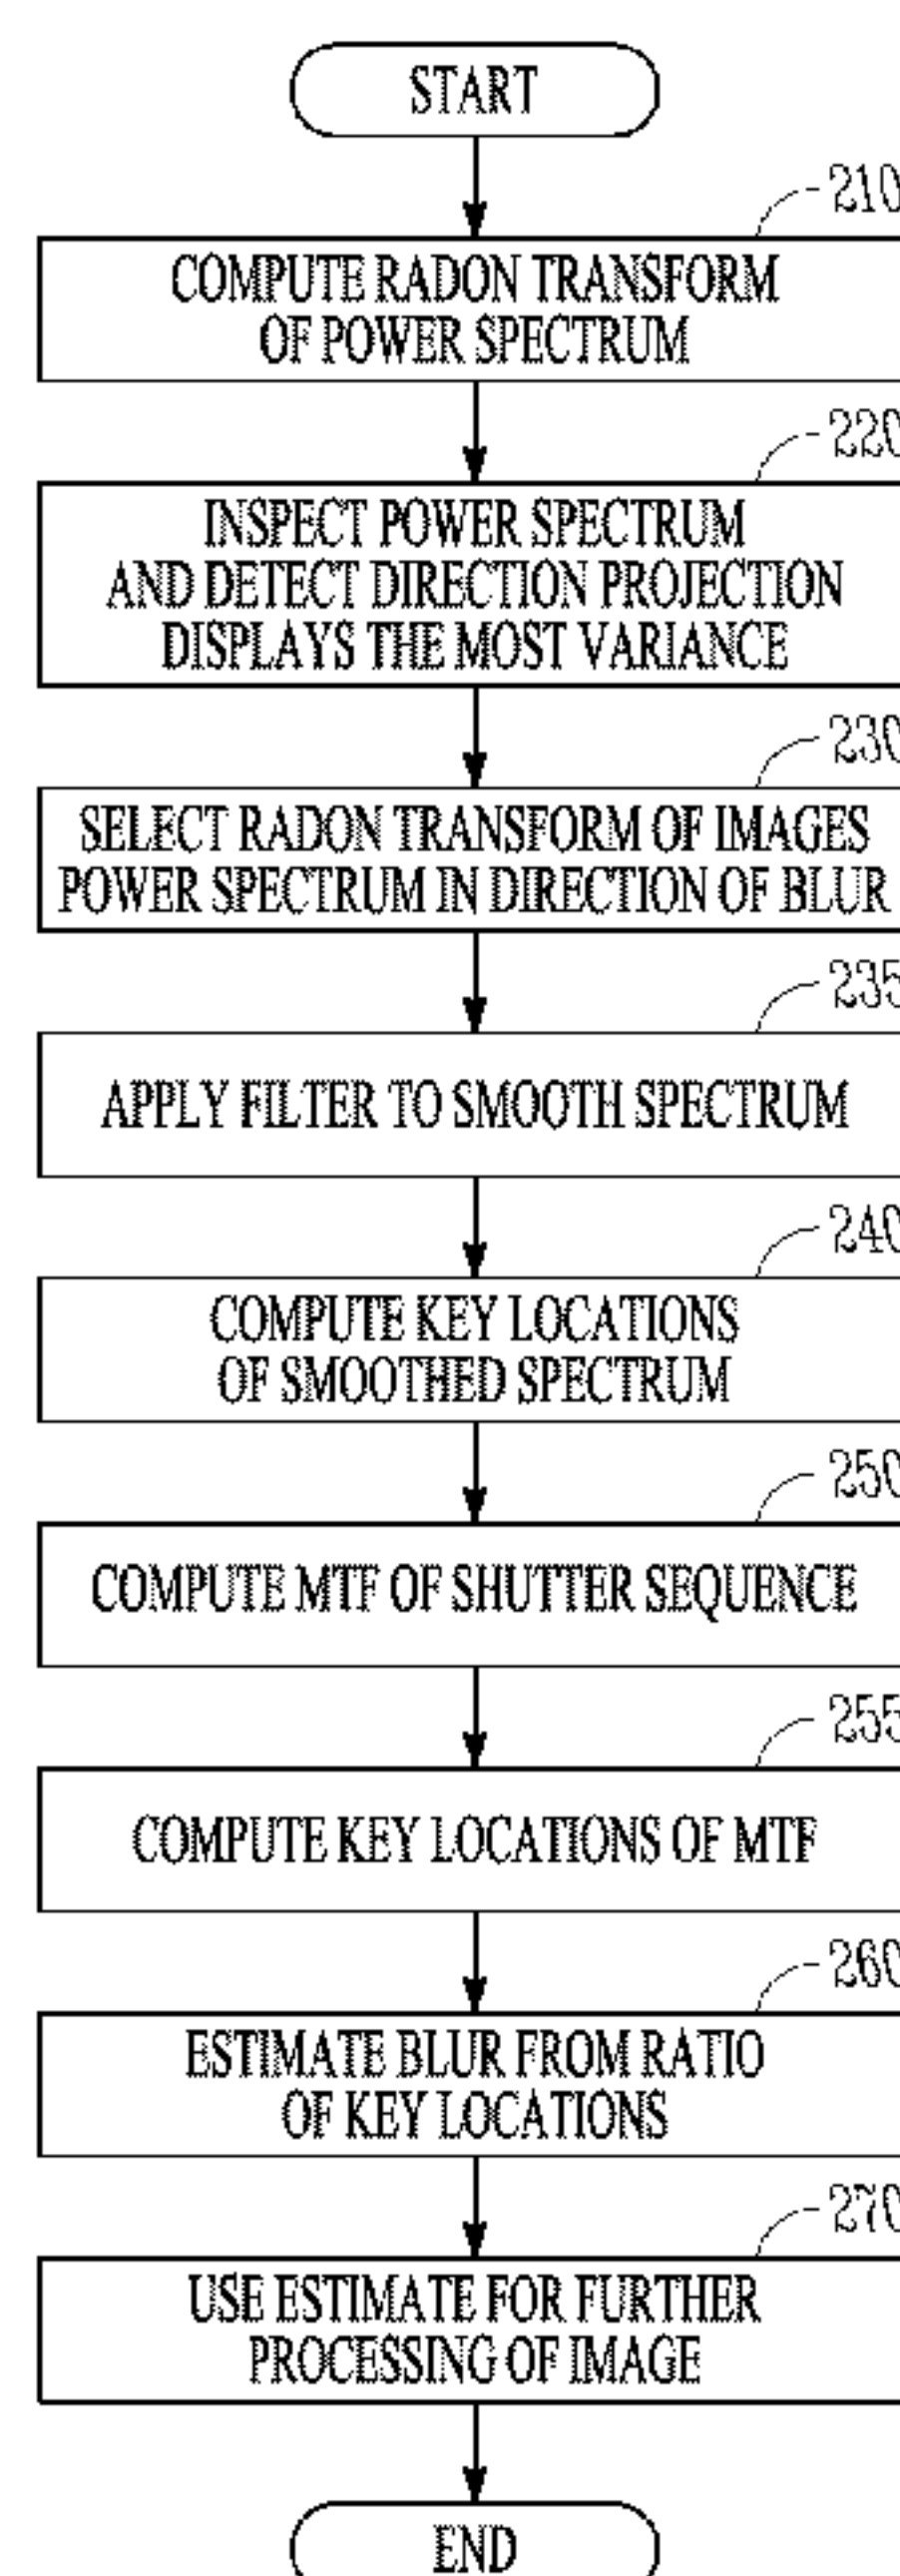 START
210
COMPUTE RADON TRANSFORM
OF POWER SPECTRUM
220
INSPECT POWER SPECTRUM
AND DETECT DIRECTION PROJECTION
DISPLAYS THE MOST VARIANCE
230
SELECT RADON TRANSFORM OF IMAGES
POWER SPECTRUM IN DIRECTION OF BLUR
235
APPLY FILTER TO SMOOTH SPECTRUM
240
COMPUTE KEY LOCATIONS
OF SMOOTHED SPECTRUM
250
COMPUTE MTF OF SHUTTER SEQUENCE
255
COMPUTE KEY LOCATIONS OF MTF
260
ESTIMATE BLUR FROM RATIO
OF KEY LOCATIONS
270
USE ESTIMATE FOR FURTHER
PROCESSING OF IMAGE
END